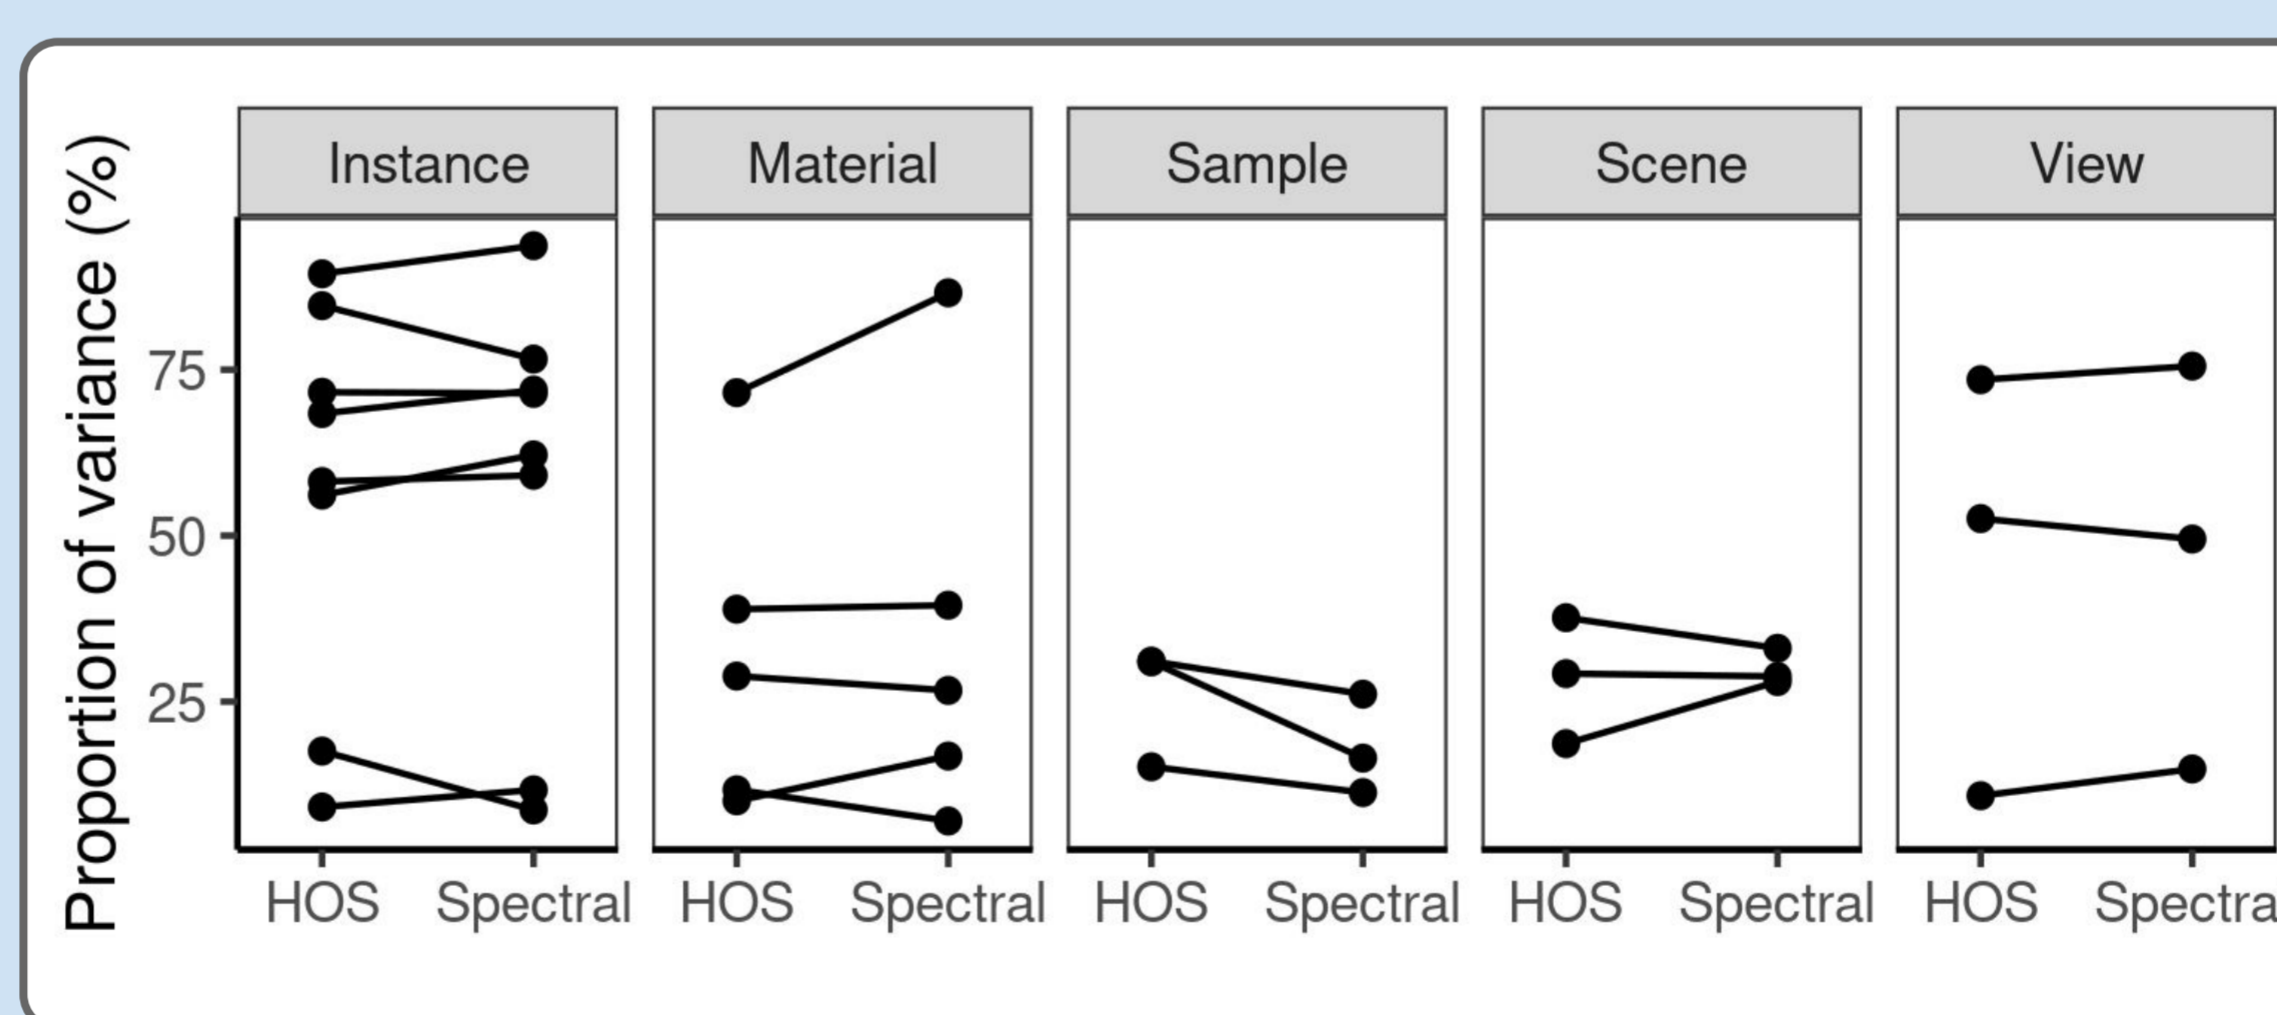 Proportion of variance (%)
Instance Material Sample Scene View
75
50
25
HOS Spectral HOS Spectral HOS Spectral HOS Spectral HOS Spectra